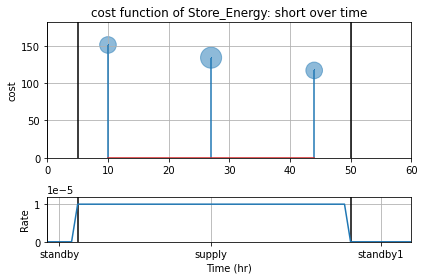 cost function of Store_Energy: short over time
150
100
50
0
cost
0 10 20 30 40 50 60
1e−5
1
0
Rate
standby supply standby1
Time (hr)